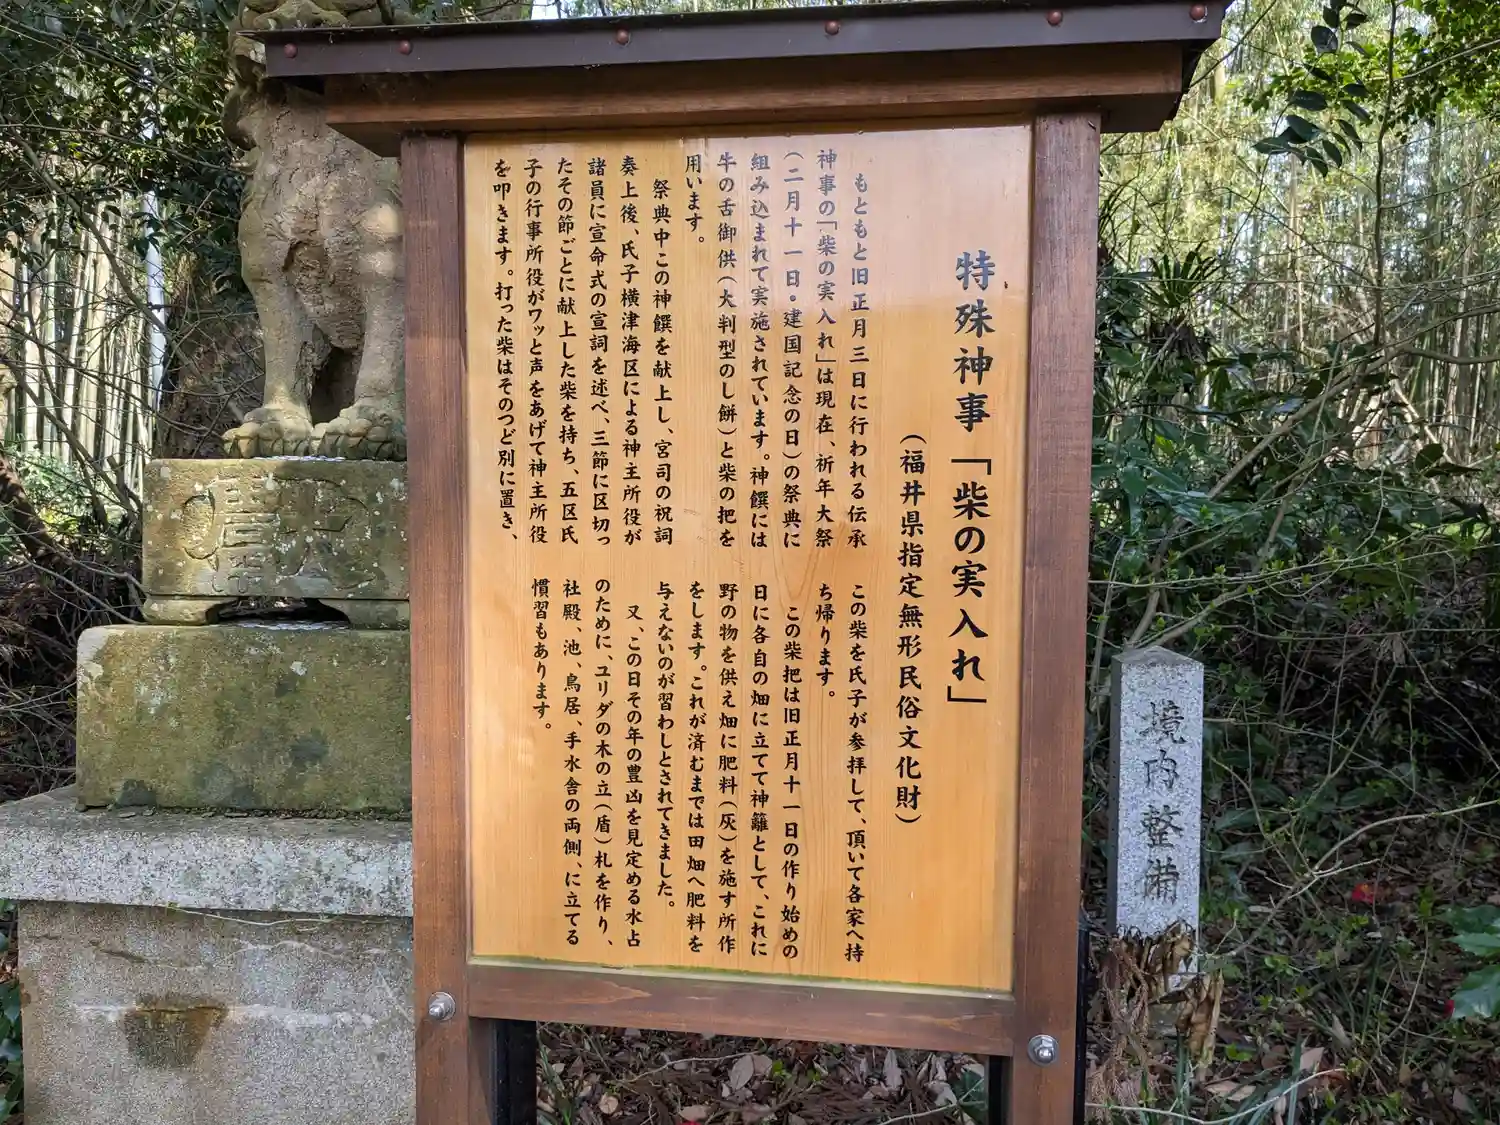 特殊神事「柴の実入れ」
(福井県指定無形民俗文化財)
もともと旧正月三日に行われる伝承
神事の「柴の実入れ」は現在、祈年大祭
(二月十一日・建国記念の日)の祭典に
組み込まれて実施されています。神饌には
牛の舌御供(大判型のし餅)と柴の把を
用います。
祭典中この神饌を献上し、宮司の祝詞
奏上後、氏子横津海区による神主所役が
諸員に宣命式の宣詞を述べ、三節に区切っ
たその節ごとに献上した柴を持ち、五区氏
子の行事所役がワッと声をあげて神主所役
を叩きます。打った柴はそのつど別に置き、
この柴を氏子が参拝して、頂いて各家へ持
ち帰ります。
この柴把は旧正月十一日の作り始めの
日に各自の畑に立てて神籬として、これに
野の物を供え畑に肥料(灰)を施す所作
をします。これが済むまでは田畑へ肥料を
与えないのが習わしとされてきました。
又、この日その年の豊凶を見定める水占
のために、ユリダの木の立(盾)札を作り、
社殿、池、鳥居、手水舎の両側、に立てる
慣習もあります。
境内整備